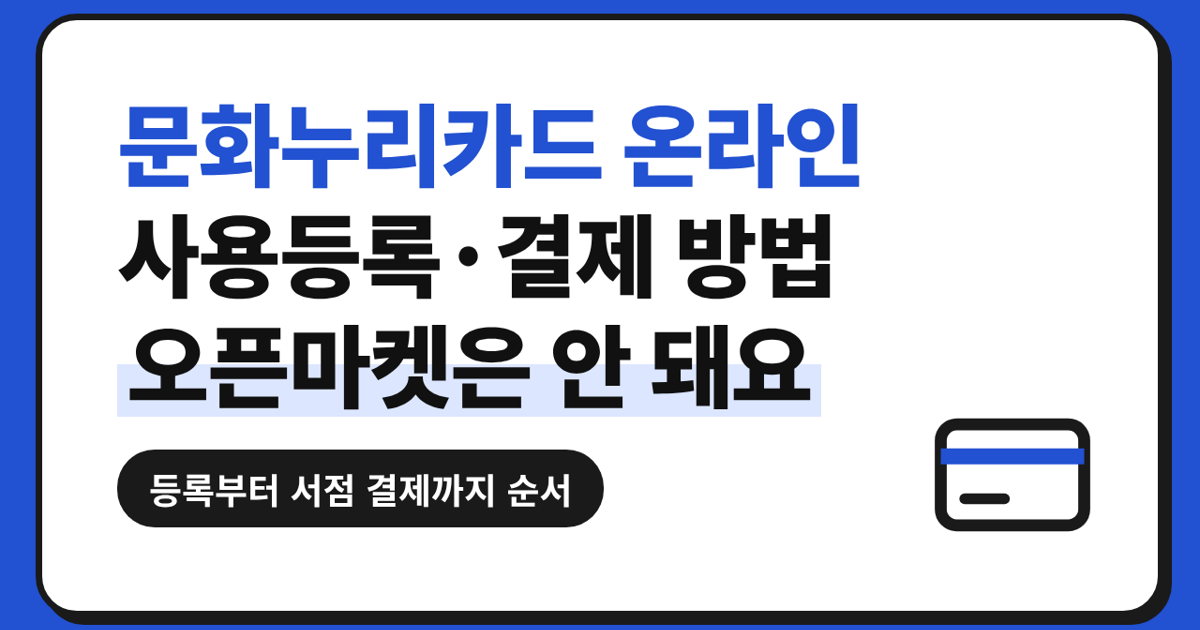 문화누리카드 온라인
사용등록·결제 방법
오픈마켓은 안 돼요
등록부터 서점 결제까지 순서